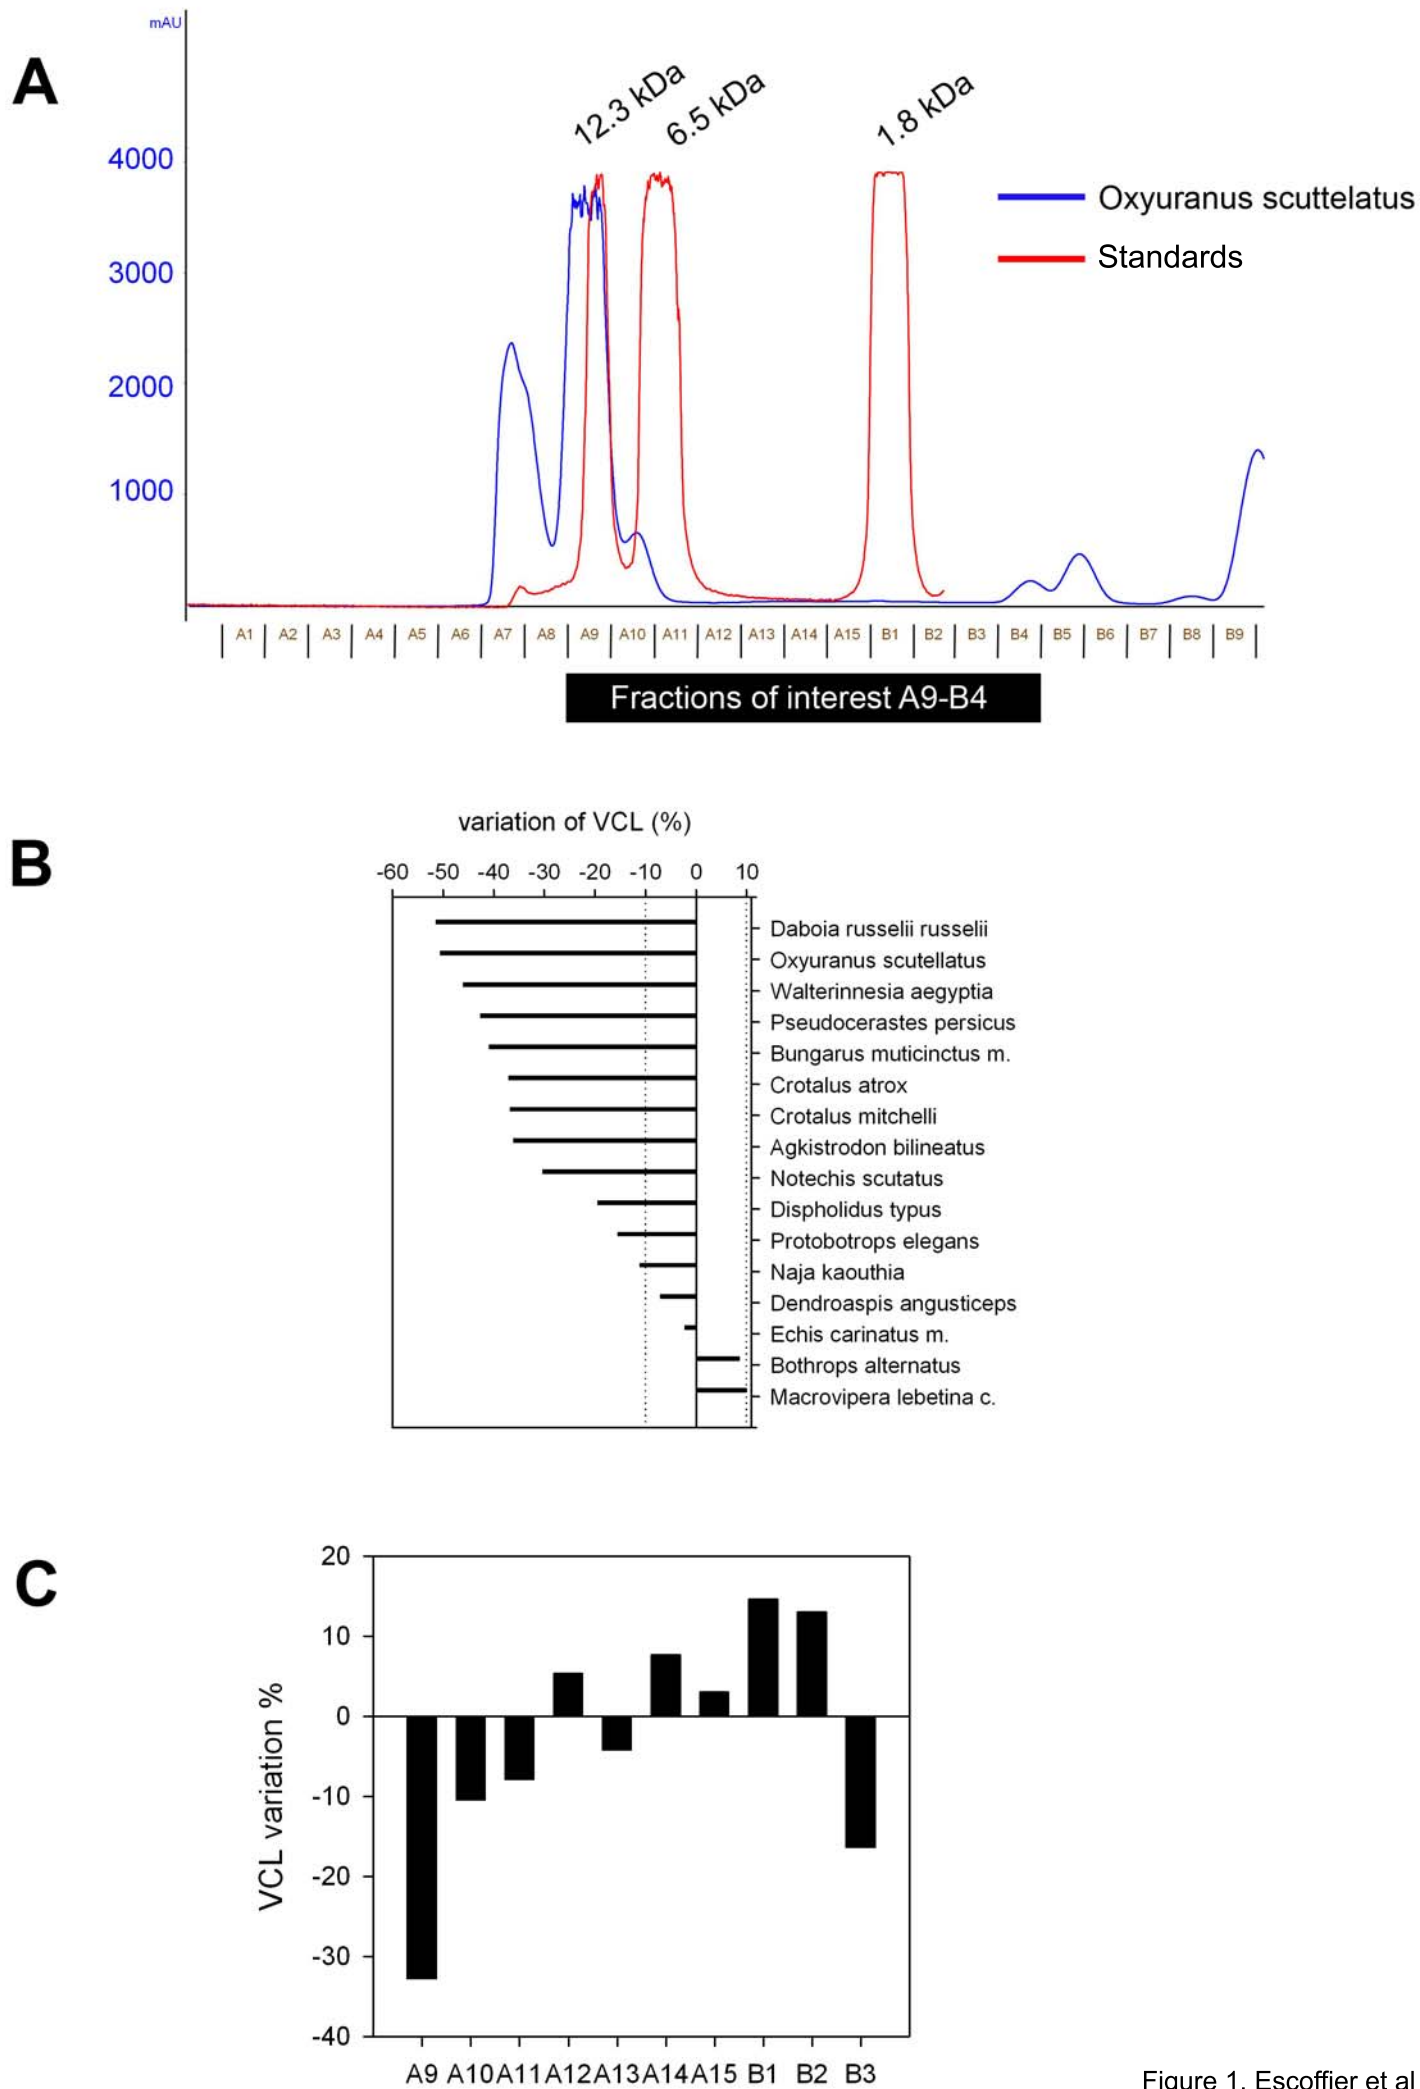 A
mAU
12.3 kDa
6.5 kDa
1.8 kDa
4000
3000
2000
1000
Oxyuranus scuttelatus
Standards
A1 A2 A3 A4 A5 A6 A7 A8 A9 A10 A11 A12 A13 A14 A15 B1 B2 B3 B4 B5 B6 B7 B8 B9
Fractions of interest A9-B4
B
variation of VCL (%)
-60 -50 -40 -30 -20 -10 0 10
Daboia russelii russelii
Oxyuranus scutellatus
Walterinnesia aegyptia
Pseudocerastes persicus
Bungarus muticinctus m.
Crotalus atrox
Crotalus mitchelli
Agkistrodon bilineatus
Notechis scutatus
Dispholidus typus
Protobotrops elegans
Naja kaouthia
Dendroaspis angusticeps
Echis carinatus m.
Bothrops alternatus
Macrovipera lebetina c.
C
VCL variation %
20
10
0
-10
-20
-30
-40
A9 A10 A11 A12 A13 A14 A15 B1 B2 B3
Figure 1. Escoffier et al